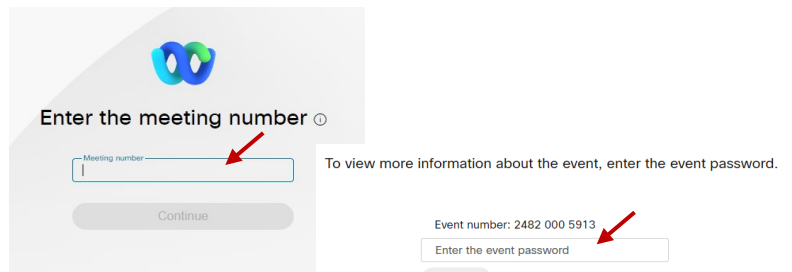 Enter the meeting number
Meeting number
Continue
To view more information about the event, enter the event password.
Event number: 2482 000 5913
Enter the event password